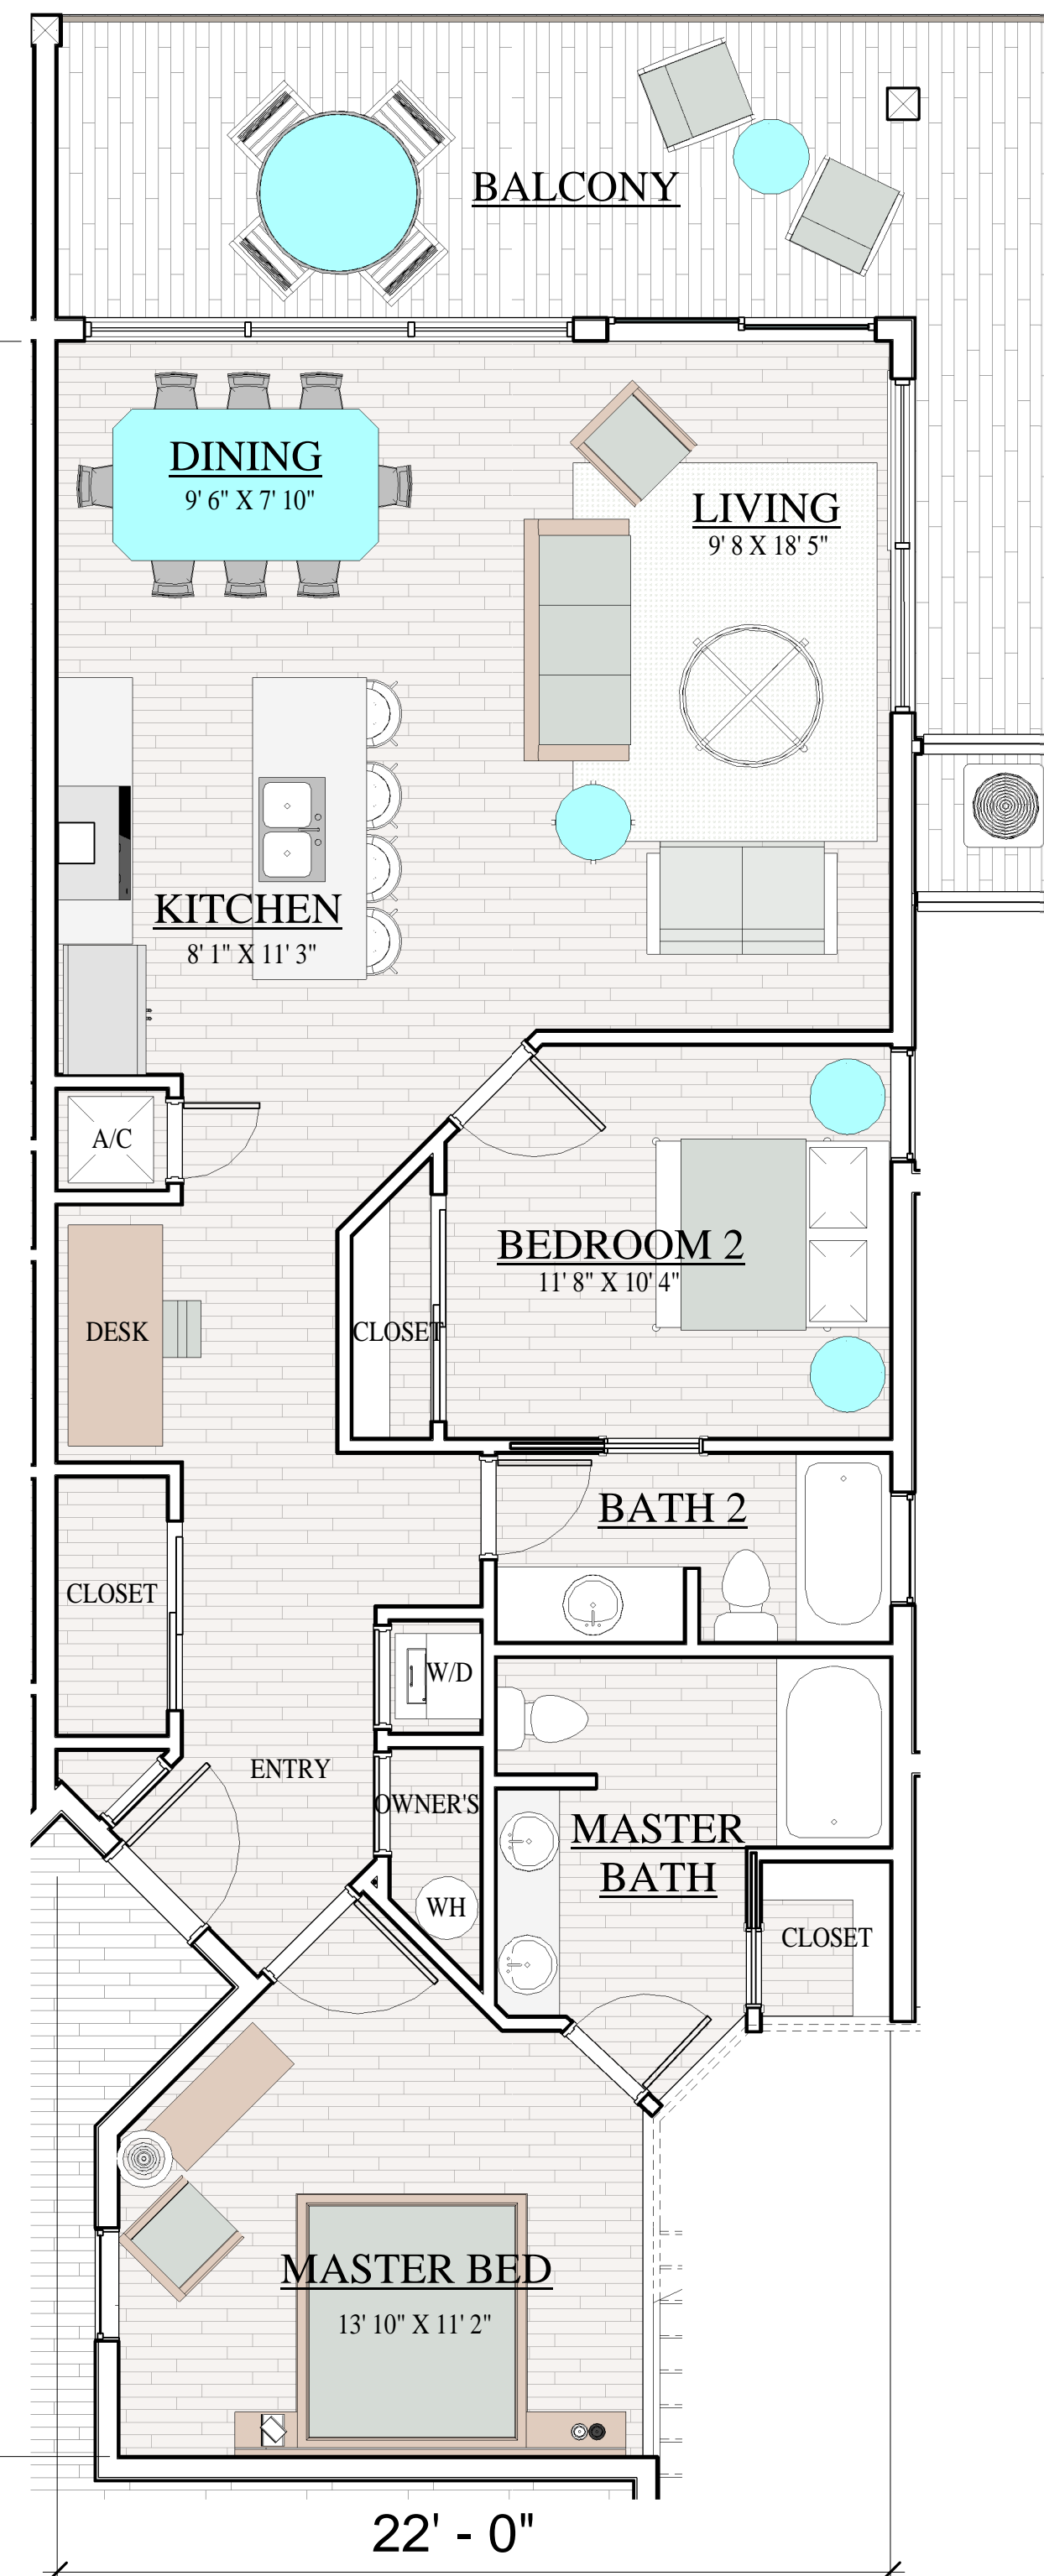 BALCONY
DINING
9' 6" X 7' 10"
LIVING
9' 8 X 18' 5"
KITCHEN
8' 1" X 11' 3"
A/C
BEDROOM 2
11' 8" X 10' 4"
DESK
CLOSET
BATH 2
CLOSET
W/D
ENTRY
OWNER'S
MASTER
BATH
WH
CLOSET
MASTER BED
13' 10" X 11' 2"
22' - 0"